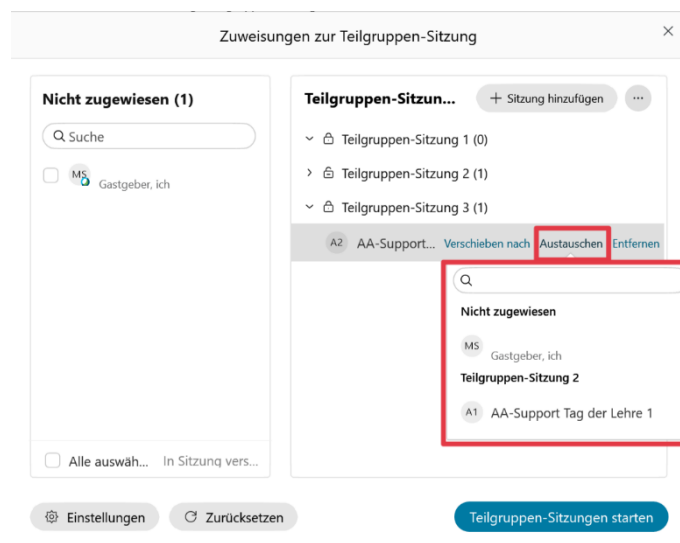 Zuweisungen zur Teilgruppen-Sitzung
Nicht zugewiesen (1)
Suche
MS
Gastgeber, ich
Alle auswäh... In Sitzung vers...
Teilgruppen-Sitzun... + Sitzung hinzufügen ...
Teilgruppen-Sitzung 1 (0)
Teilgruppen-Sitzung 2 (1)
Teilgruppen-Sitzung 3 (1)
A2 AA-Support... Verschieben nach Austauschen Entfernen
Nicht zugewiesen
MS
Gastgeber, ich
Teilgruppen-Sitzung 2
A1 AA-Support Tag der Lehre 1
Einstellungen Zurücksetzen Teilgruppen-Sitzungen starten